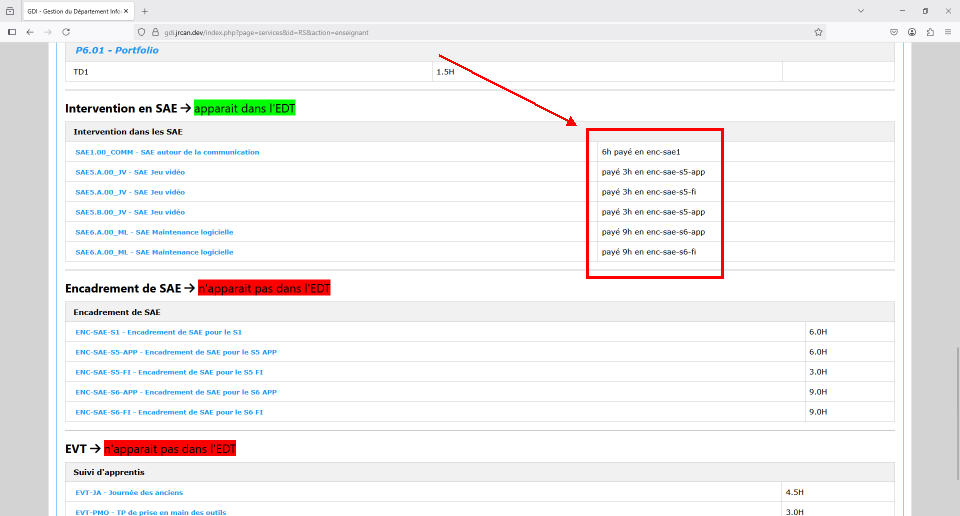 GDI - Gestion du Département Info
gdi.jrcan.dev/index.php?page=services&id=RS&action=enseignant
P6.01 - Portfolio
TD1 1.5H
Intervention en SAE → apparait dans l'EDT
Intervention dans les SAE
SAE1.00_COMM - SAE autour de la communication 6h payé en enc-sae1
SAE5.A.00_JV - SAE Jeu vidéo payé 3h en enc-sae-s5-app
SAE5.A.00_JV - SAE Jeu vidéo payé 3h en enc-sae-s5-fi
SAE5.B.00_JV - SAE Jeu vidéo payé 3h en enc-sae-s5-app
SAE6.A.00_ML - SAE Maintenance logicielle payé 9h en enc-sae-s6-app
SAE6.A.00_ML - SAE Maintenance logicielle payé 9h en enc-sae-s6-fi
Encadrement de SAE → n'apparait pas dans l'EDT
Encadrement de SAE
ENC-SAE-S1 - Encadrement de SAE pour le S1 6.0H
ENC-SAE-S5-APP - Encadrement de SAE pour le S5 APP 6.0H
ENC-SAE-S5-FI - Encadrement de SAE pour le S5 FI 3.0H
ENC-SAE-S6-APP - Encadrement de SAE pour le S6 APP 9.0H
ENC-SAE-S6-FI - Encadrement de SAE pour le S6 FI 9.0H
EVT → n'apparait pas dans l'EDT
Suivi d'apprentis
EVT-JA - Journée des anciens 4.5H
EVT-PMO - TP de prise en main des outils 3.0H